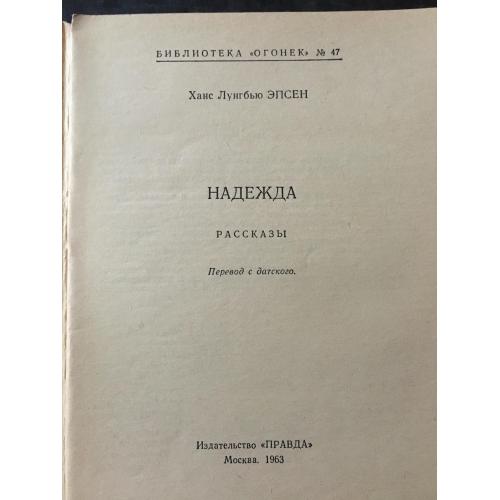 БИБЛИОТЕКА «ОГОНЕК» № 47
Ханс Лунгбью ЭПСЕН
НАДЕЖДА
РАССКАЗЫ
Перевод с датского.
Издательство «ПРАВДА»
Москва. 1963